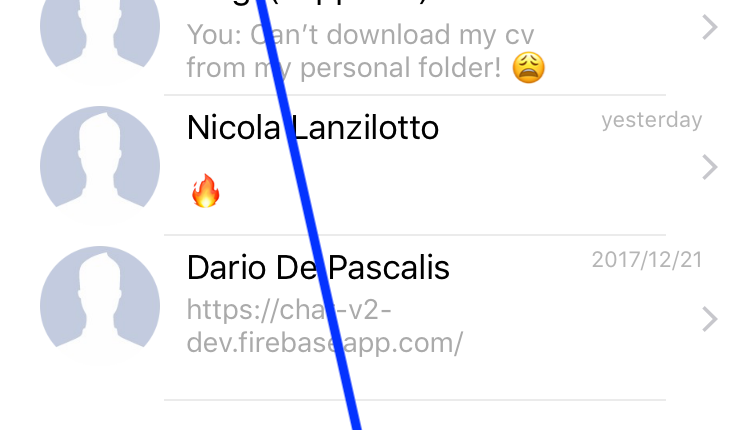 You: Can't download my cv
from my personal folder! 😩
Nicola Lanzilotto
yesterday
🔥
Dario De Pascalis
2017/12/21
https://chat-v2-
dev.firebaseapp.com/